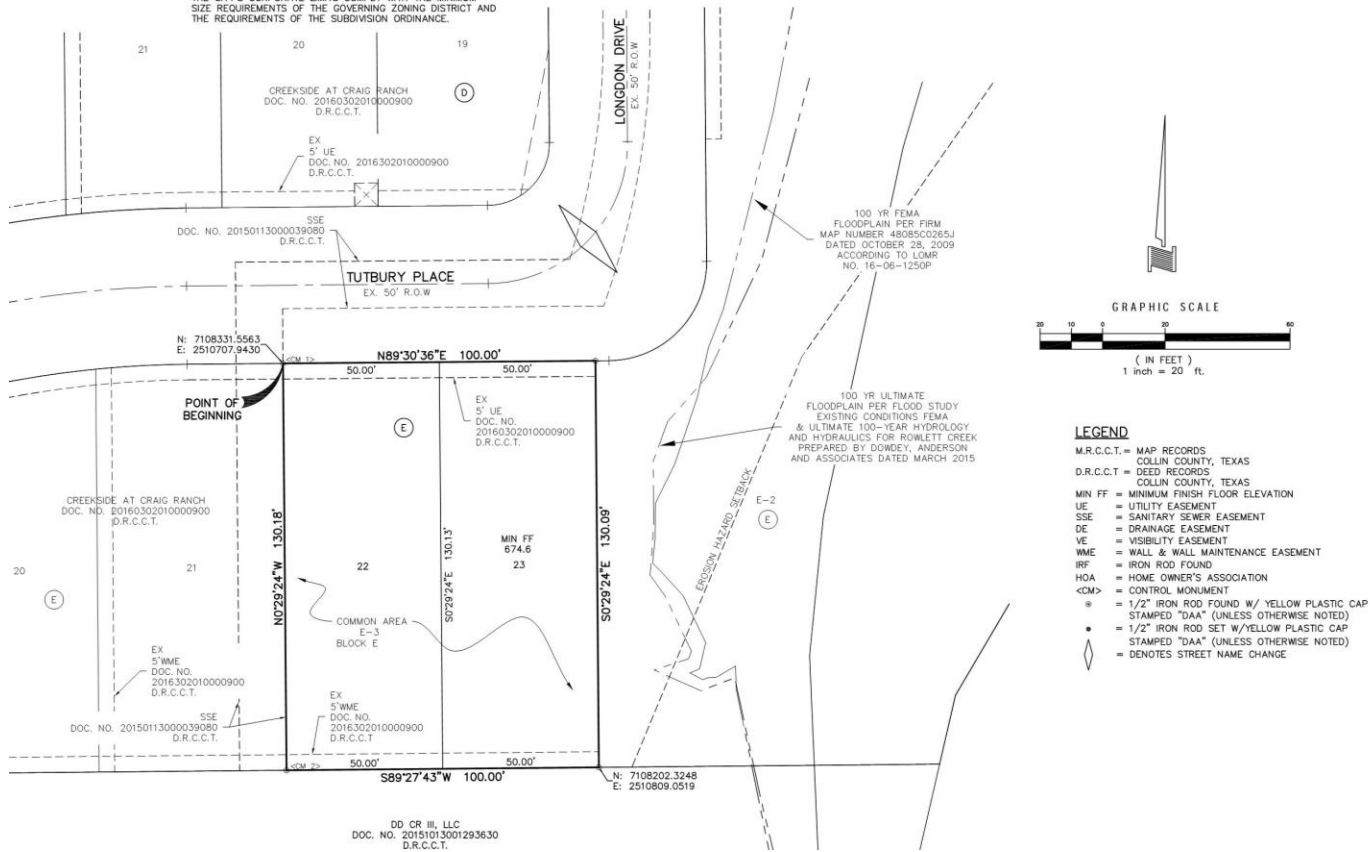 SIZE REQUIREMENTS OF THE GOVERNING ZONING DISTRICT AND
THE REQUIREMENTS OF THE SUBDIVISION ORDINANCE.
21
20
19
CREEKSIDE AT CRAIG RANCH
DOC. NO. 20160302010000900
D.R.C.C.T.
D
LONGDON DRIVE
EX. 50' R.O.W
EX
5' UE
DOC. NO. 2016302010000900
D.R.C.C.T.
SSE
DOC. NO. 20150113000039080
D.R.C.C.T.
TUTBURY PLACE
EX. 50' R.O.W
100 YR FEMA
FLOODPLAIN PER FIRM
MAP NUMBER 48085C0265J
DATED OCTOBER 28, 2009
ACCORDING TO LOMR
NO. 16-06-1250P
GRAPHIC SCALE
20 10 0 20 60
( IN FEET )
1 inch = 20 ft.
N: 7108331.5563
E: 2510707.9430
<CM 1>
N89°30'36"E 100.00'
50.00' 50.00'
POINT OF
BEGINNING
E
EX
5' UE
DOC. NO.
20160302010000900
D.R.C.C.T.
100 YR ULTIMATE
FLOODPLAIN PER FLOOD STUDY
EXISTING CONDITIONS FEMA
& ULTIMATE 100-YEAR HYDROLOGY
AND HYDRAULICS FOR ROWLETT CREEK
PREPARED BY DOWDEY, ANDERSON
AND ASSOCIATES DATED MARCH 2015
LEGEND
M.R.C.C.T. = MAP RECORDS
COLLIN COUNTY, TEXAS
D.R.C.C.T = DEED RECORDS
COLLIN COUNTY, TEXAS
MIN FF = MINIMUM FINISH FLOOR ELEVATION
UE = UTILITY EASEMENT
SSE = SANITARY SEWER EASEMENT
DE = DRAINAGE EASEMENT
VE = VISIBILITY EASEMENT
WME = WALL & WALL MAINTENANCE EASEMENT
IRF = IRON ROD FOUND
HOA = HOME OWNER'S ASSOCIATION
<CM> = CONTROL MONUMENT
= 1/2" IRON ROD FOUND W/ YELLOW PLASTIC CAP
STAMPED "DAA" (UNLESS OTHERWISE NOTED)
= 1/2" IRON ROD SET W/YELLOW PLASTIC CAP
STAMPED "DAA" (UNLESS OTHERWISE NOTED)
= DENOTES STREET NAME CHANGE
CREEKSIDE AT CRAIG RANCH
DOC. NO. 20160302010000900
D.R.C.C.T.
20
E
21
N0°29'24"W 130.18'
22
S0°29'24"E 130.13'
MIN FF
674.6
23
S0°29'24"E 130.09'
EROSION HAZARD SETBACK
E-2
E
COMMON AREA
E-3
BLOCK E
EX
5'WME
DOC. NO.
2016302010000900
D.R.C.C.T.
SSE
DOC. NO. 20150113000039080
D.R.C.C.T.
EX
5'WME
DOC. NO.
2016302010000900
D.R.C.C.T
<CM 2>
50.00' 50.00'
S89°27'43"W 100.00'
N: 7108202.3248
E: 2510809.0519
DD CR III, LLC
DOC. NO. 20151013001293630
D.R.C.C.T.